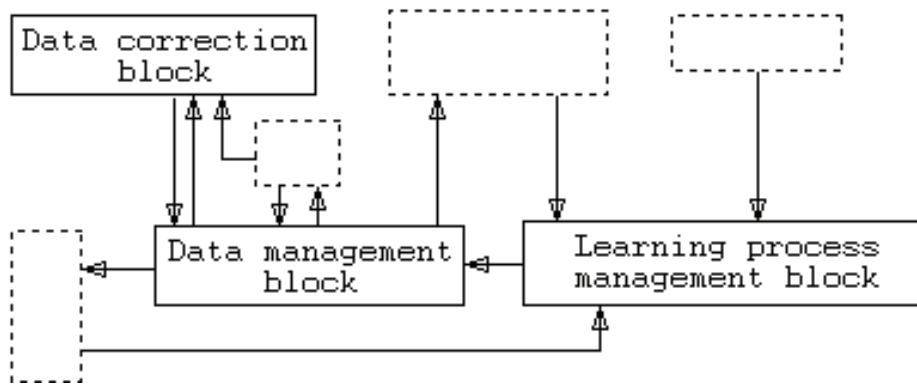 Data correction
block
Data management
block
Learning process
management block